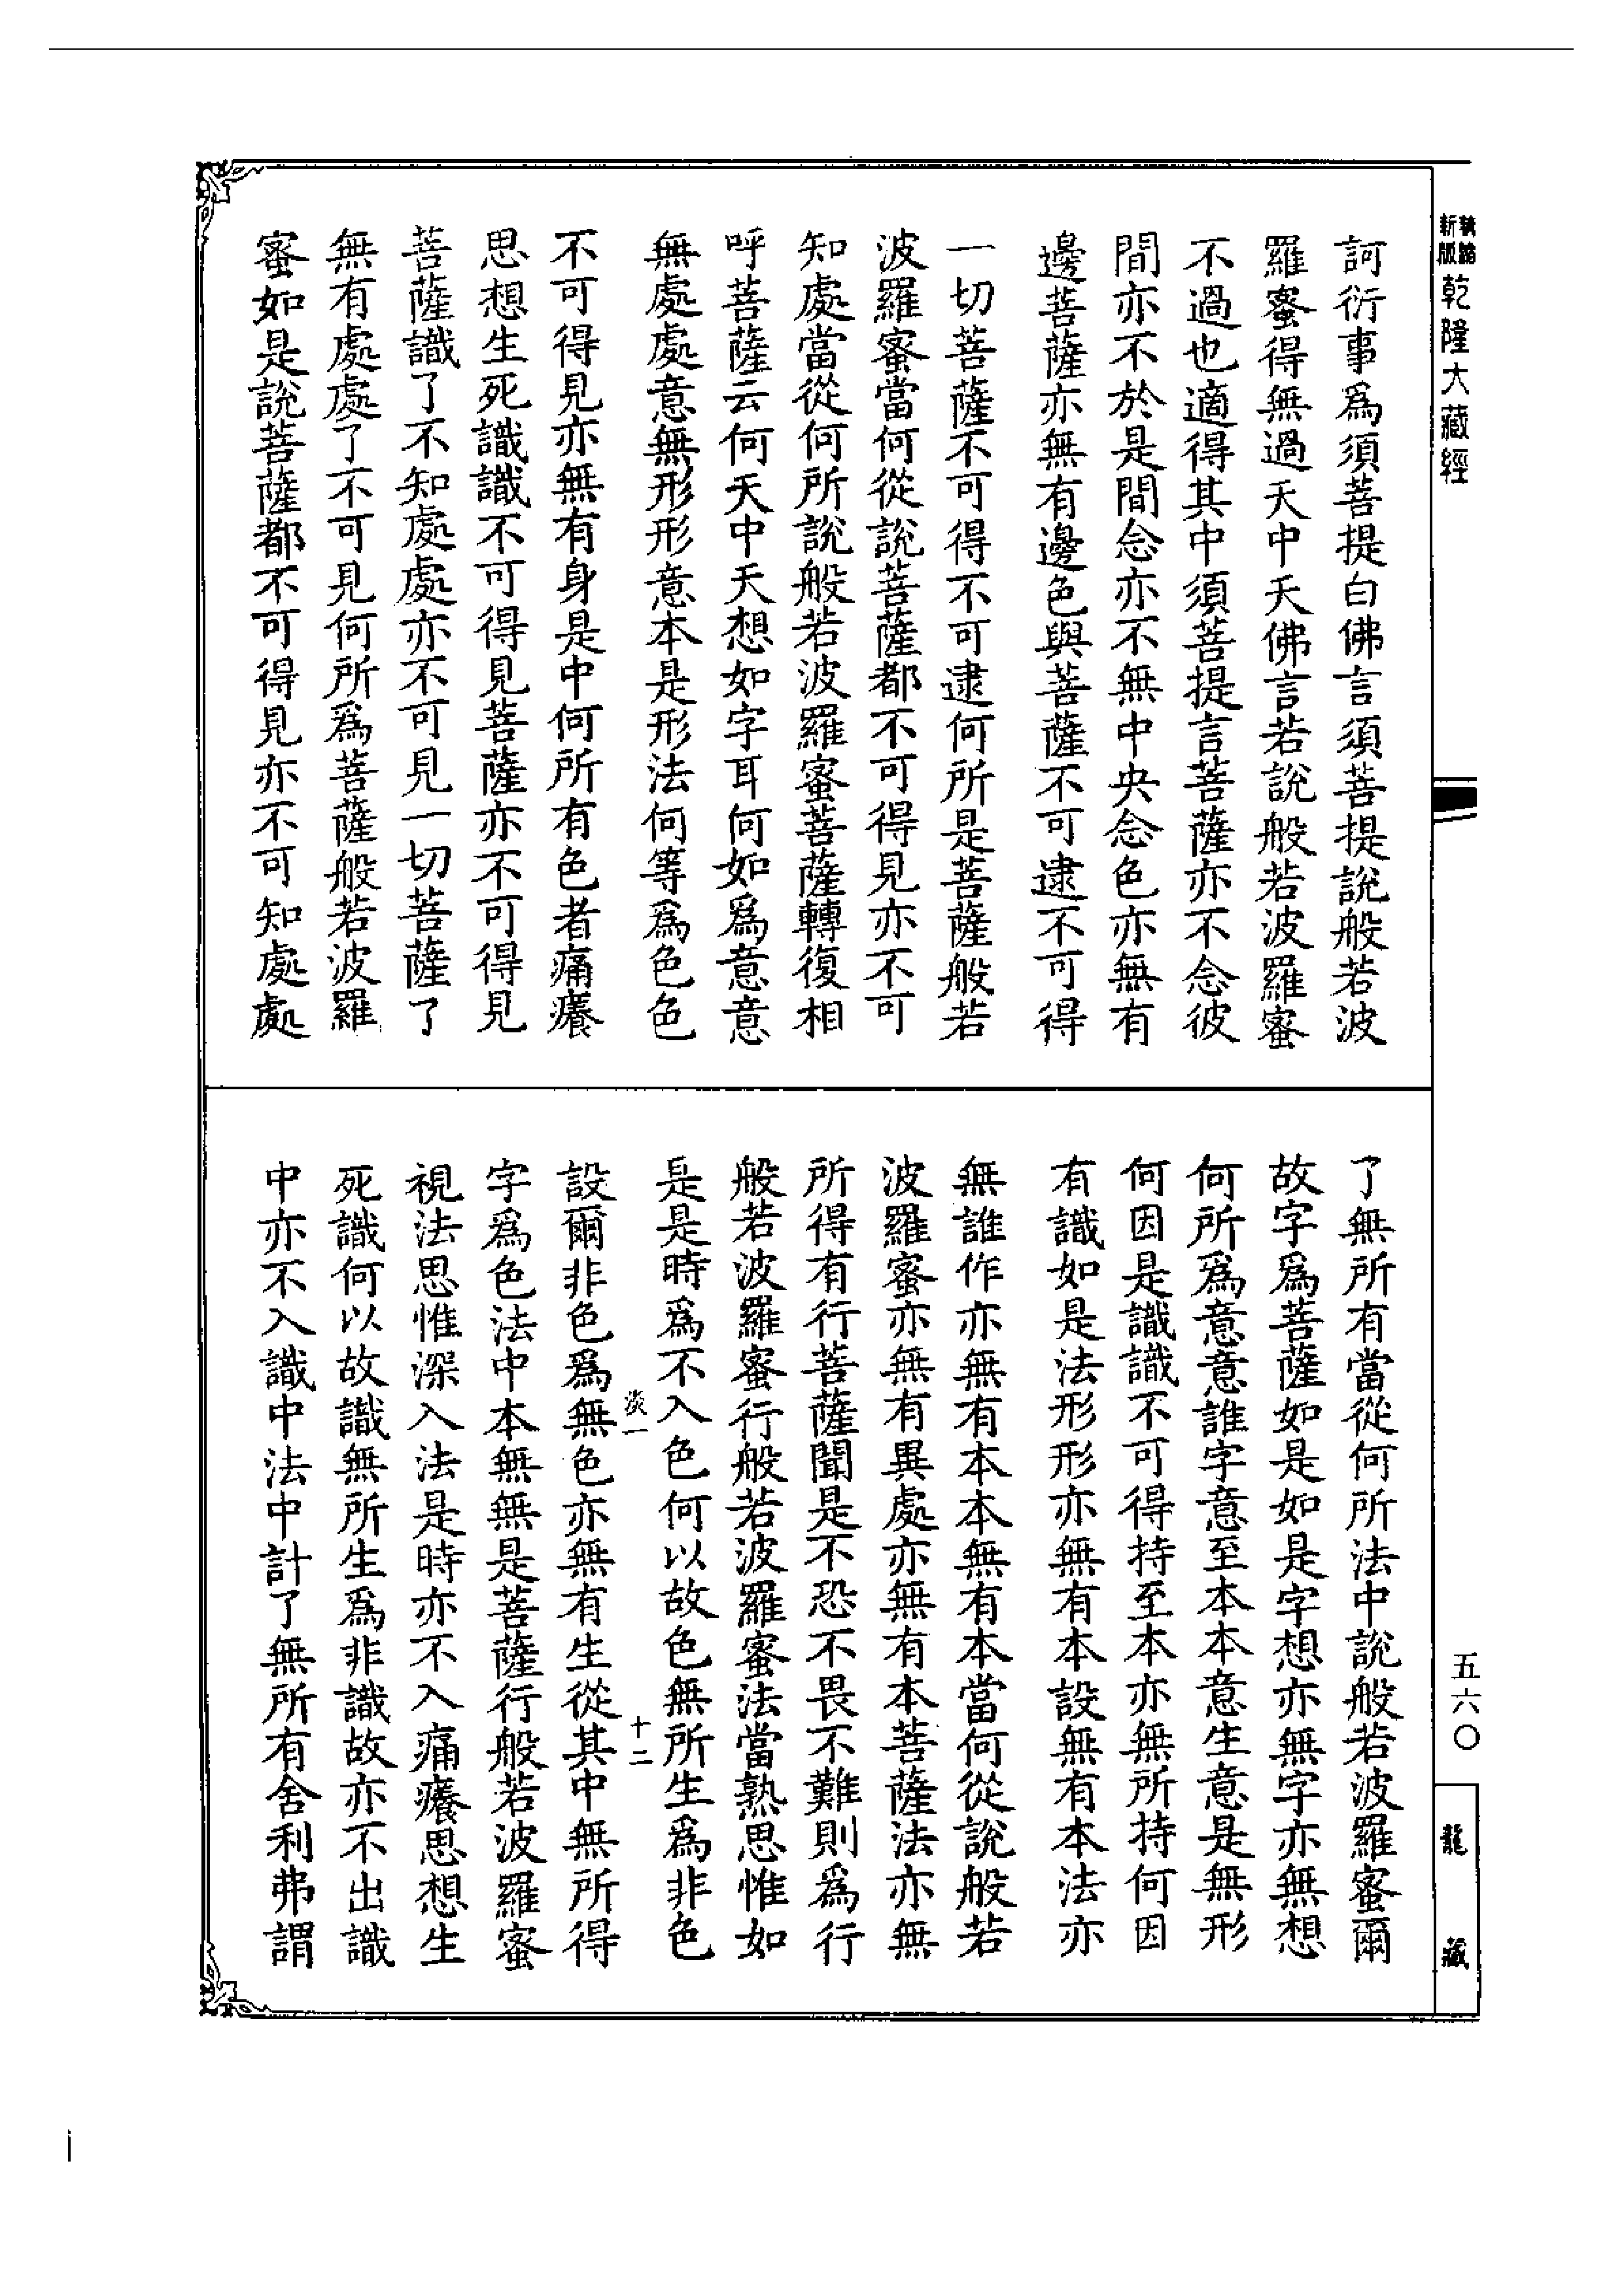 新版
乾隆大藏經
訶衍事為須菩提白佛言須菩提說般若波
羅蜜得無過天中天佛言若說般若波羅蜜
不過也適得其中須菩提言菩薩亦不念彼
間亦不於是間念亦不無中央念色亦無有
邊菩薩亦無有邊色與菩薩不可逮不可得
一切菩薩不可得不可逮何所是菩薩般若
波羅蜜當何從說菩薩都不可得見亦不可
知處當從何所說般若波羅蜜菩薩轉復相
呼菩薩云何天中天想如字耳何如為意意
無處處意無形形意本是形法何等為色色
不可得見亦無有身是中何所有色者痛癢
思想生死識識不可得見菩薩亦不可得見
菩薩識了不知處處亦不可見一切菩薩了
無有處處了不可見何所為菩薩般若波羅
蜜如是說菩薩都不可得見亦不可知處處
了無所有當從何所法中說般若波羅蜜爾
故字為菩薩如是如是字想亦無字亦無想
何所為意意誰字意至本本意生意是無形
何因是識識不可得持至本亦無所持何因
有識如是法形形亦無有本設無有本法亦
無誰作亦無有本本無有本當何從說般若
波羅蜜亦無有異處亦無有本菩薩法亦無
所得有行菩薩聞是不恐不畏不難則為行
般若波羅蜜行般若波羅蜜法當熟思惟如
是是時為不入色何以故色無所生為非色
淡一
十二
設爾非色為無色亦無有生從其中無所得
字為色法中本無無是菩薩行般若波羅蜜
視法思惟深入法是時亦不入痛癢思想生
死識何以故識無所生為非識故亦不出識
中亦不入識中法中計了無所有舍利弗謂
五六〇
龍藏